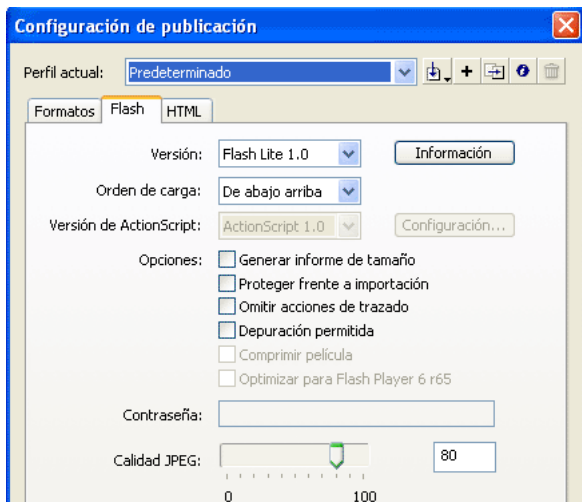 Configuración de publicación
Perfil actual: Predeterminado
Formatos Flash HTML
Versión: Flash Lite 1.0 Información
Orden de carga: De abajo arriba
Versión de ActionScript: ActionScript 1.0 Configuración...
Opciones: Generar informe de tamaño
Proteger frente a importación
Omitir acciones de trazado
Depuración permitida
Comprimir película
Optimizar para Flash Player 6 r65
Contraseña:
Calidad JPEG: 80
0 100